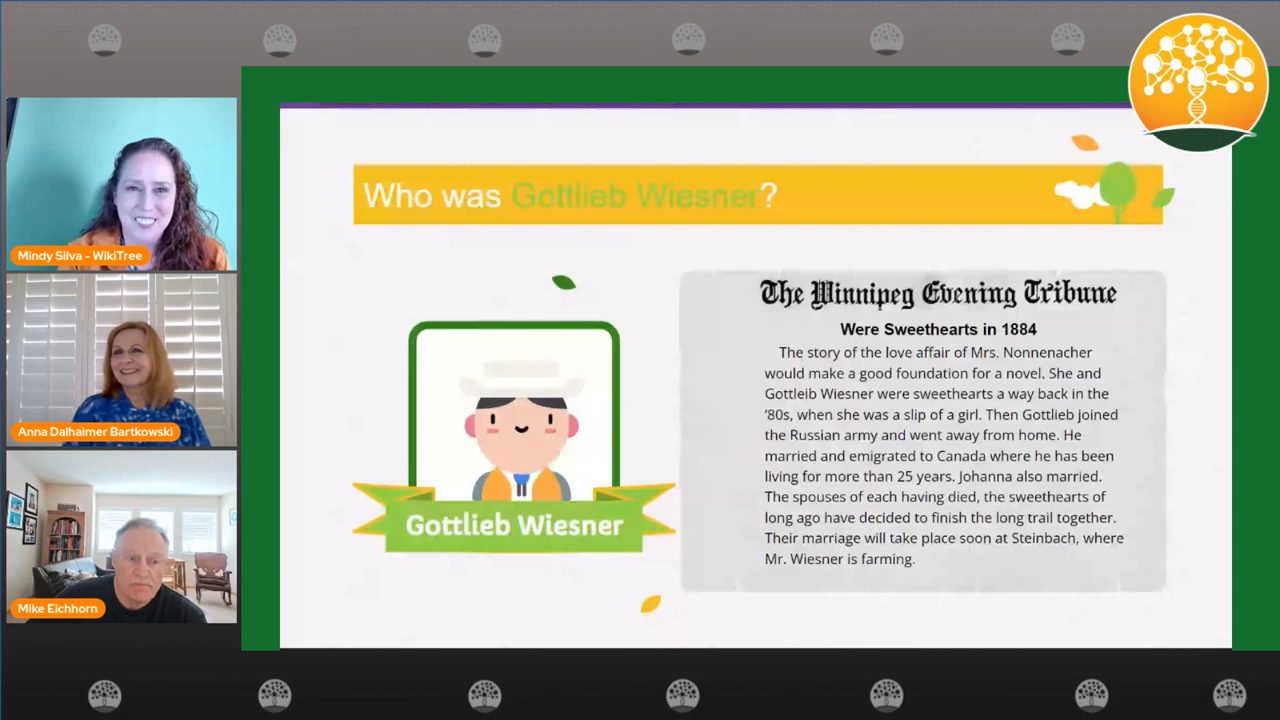 Who was Gottlieb Wiesner?
Mindy Silva - WikiTree
Anna Dalhaimer Bartkowski
Mike Eichhorn
Gottlieb Wiesner
The Winnipeg Evening Tribune
Were Sweethearts in 1884
The story of the love affair of Mrs. Nonnenacher
would make a good foundation for a novel. She and
Gottleib Wiesner were sweethearts a way back in the
'80s, when she was a slip of a girl. Then Gottlieb joined
the Russian army and went away from home. He
married and emigrated to Canada where he has been
living for more than 25 years. Johanna also married.
The spouses of each having died, the sweethearts of
long ago have decided to finish the long trail together.
Their marriage will take place soon at Steinbach, where
Mr. Wiesner is farming.